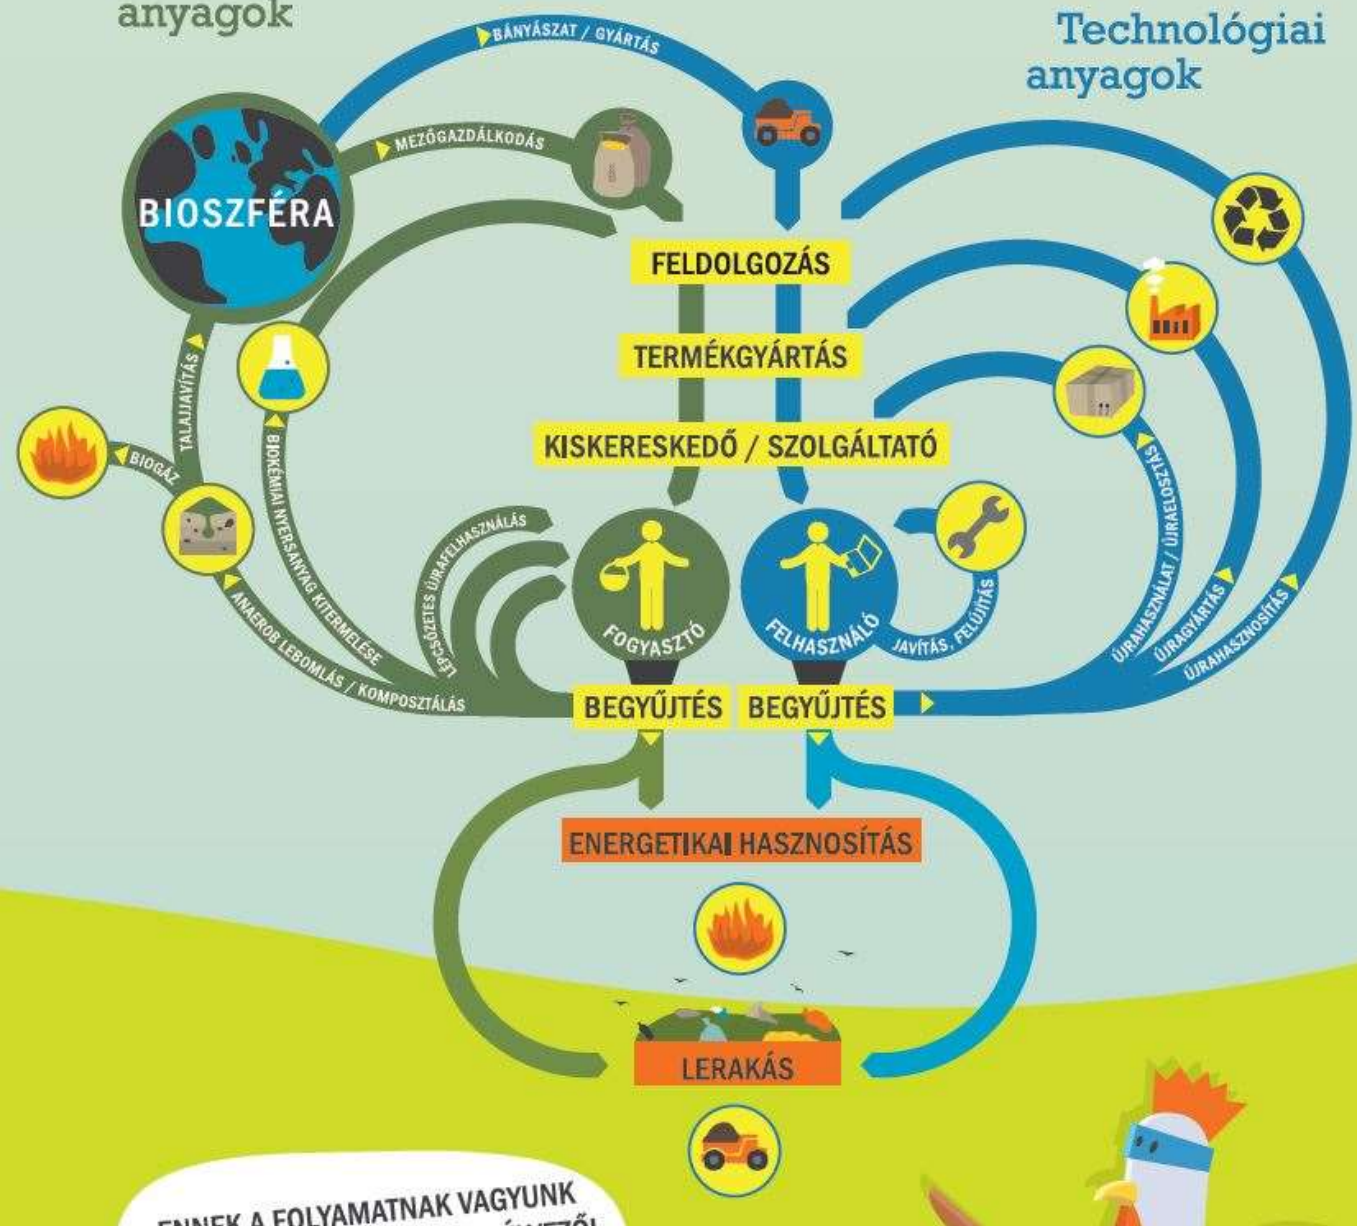 anyagok
Technológiai
anyagok
BÁNYÁSZAT / GYÁRTÁS
MEZŐGAZDÁLKODÁS
BIOSZFÉRA
FELDOLGOZÁS
TERMÉKGYÁRTÁS
KISKERESKEDŐ / SZOLGÁLTATÓ
TALAJJAVÍTÁS
BIOGÁZ
BIOKÉMIAI NYERSANYAG KITERMELÉSE
ANAEROB LEBOMLÁS / KOMPOSZTÁLÁS
LÉPCSŐZETES ÚJRAFELHASZNÁLÁS
FOGYASZTÓ
FELHASZNÁLÓ
JAVÍTÁS, FELÚJÍTÁS
ÚJRAHASZNÁLAT / ÚJRAELOSZTÁS
ÚJRAGYÁRTÁS
ÚJRAHASZNOSÍTÁS
BEGYŰJTÉS
BEGYŰJTÉS
ENERGETIKAI HASZNOSÍTÁS
LERAKÁS
ENNEK A FOLYAMATNAK VAGYUNK